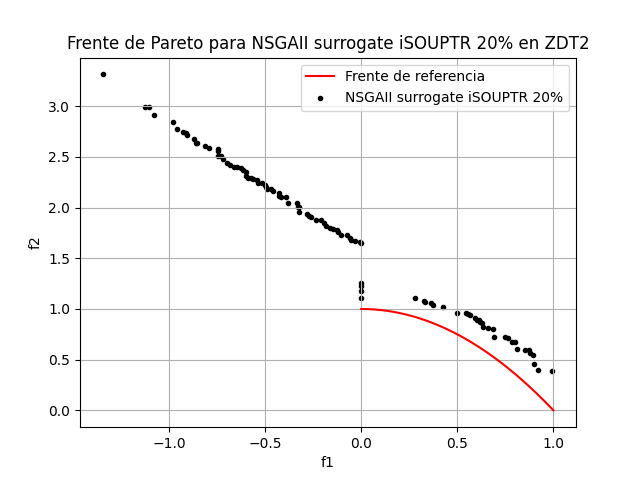 Frente de Pareto para NSGAII surrogate iSOUPTR 20% en ZDT2
Frente de referencia
NSGAII surrogate iSOUPTR 20%
3.0
2.5
2.0
1.5
1.0
0.5
0.0
f2
−1.0 −0.5 0.0 0.5 1.0
f1